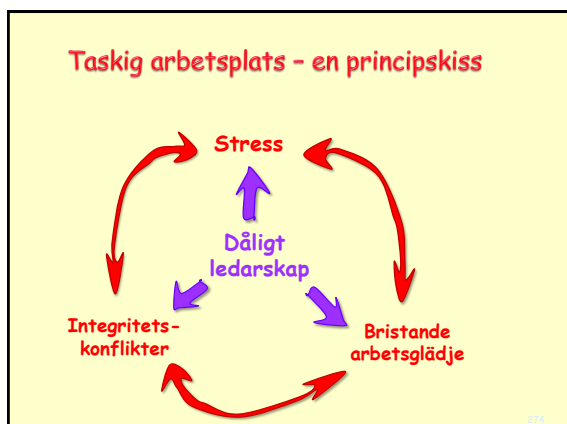 Taskig arbetsplats – en principskiss
Stress
Dåligt
ledarskap
Integritets-
konflikter
Bristande
arbetsglädje
274